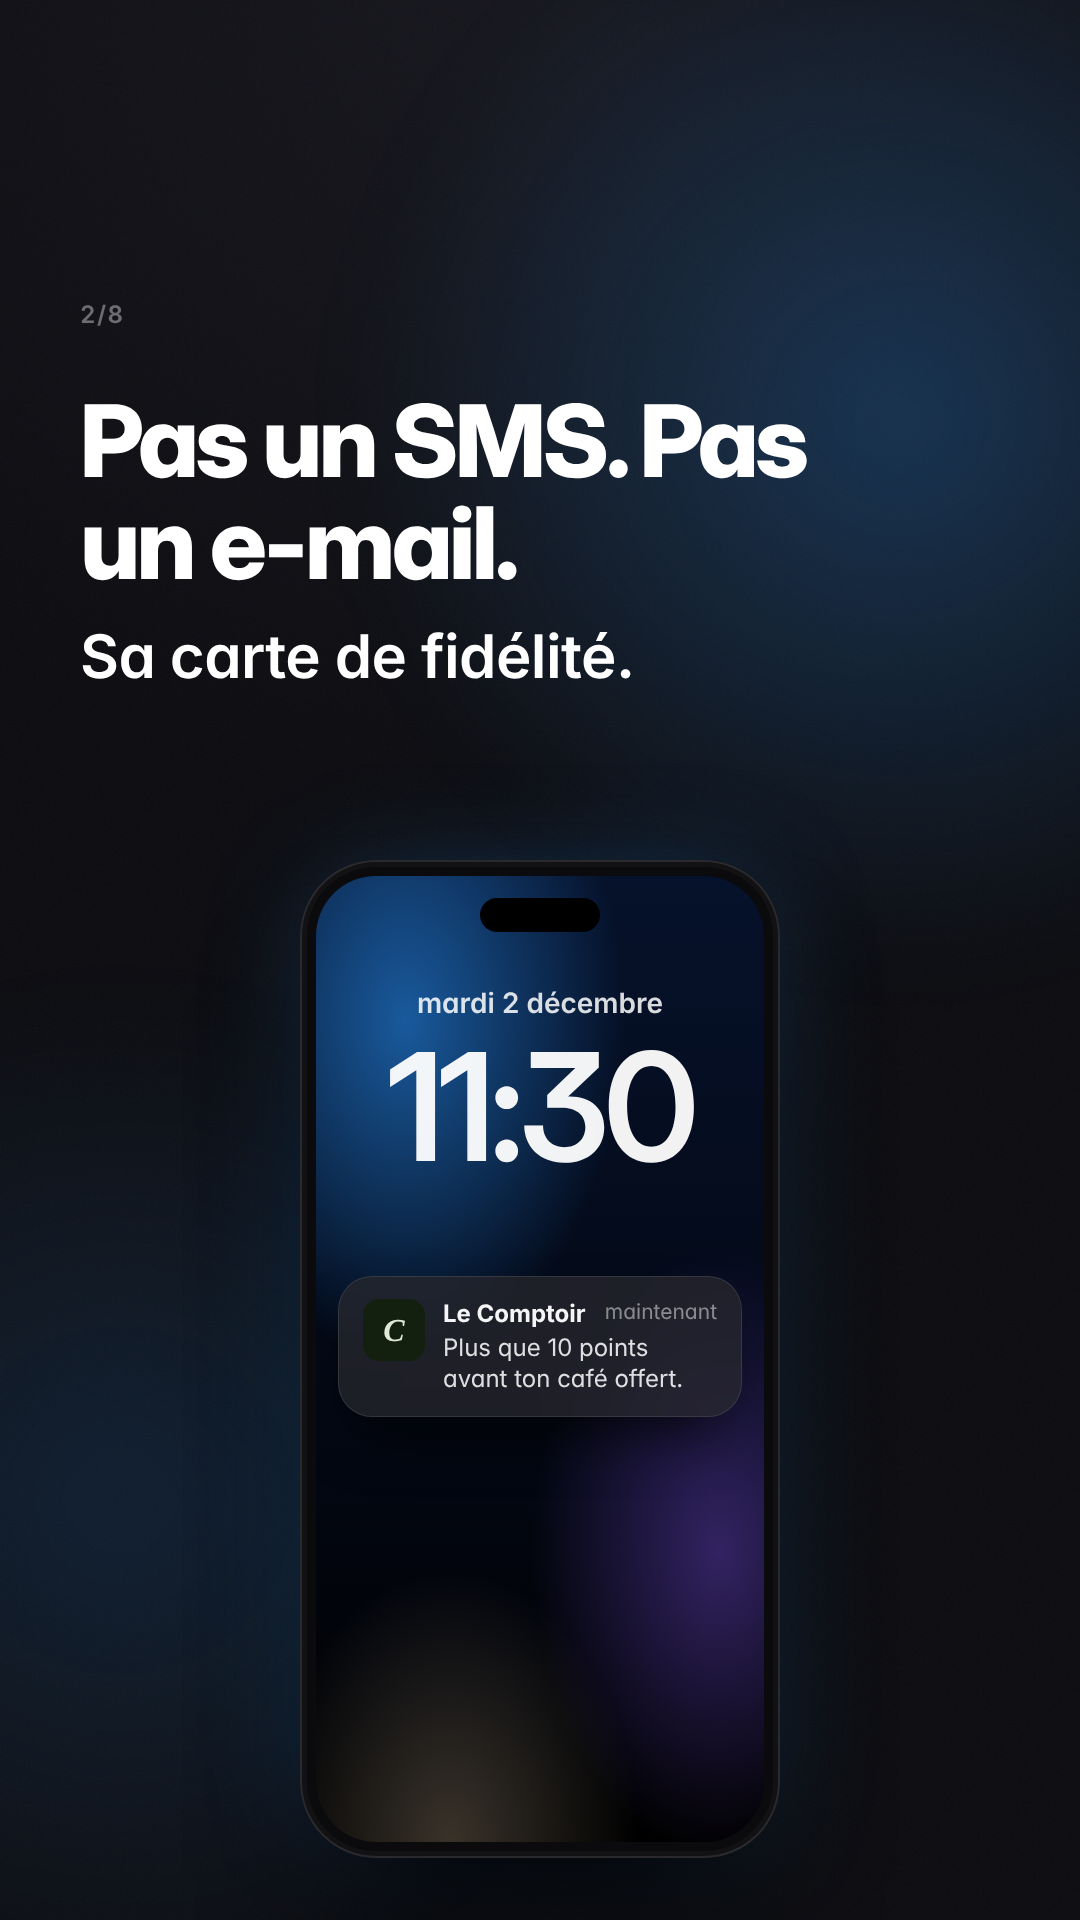 2/8
Pas un SMS. Pas
un e-mail.
Sa carte de fidélité.
mardi 2 décembre
11:30
C
Le Comptoir maintenant
Plus que 10 points
avant ton café offert.